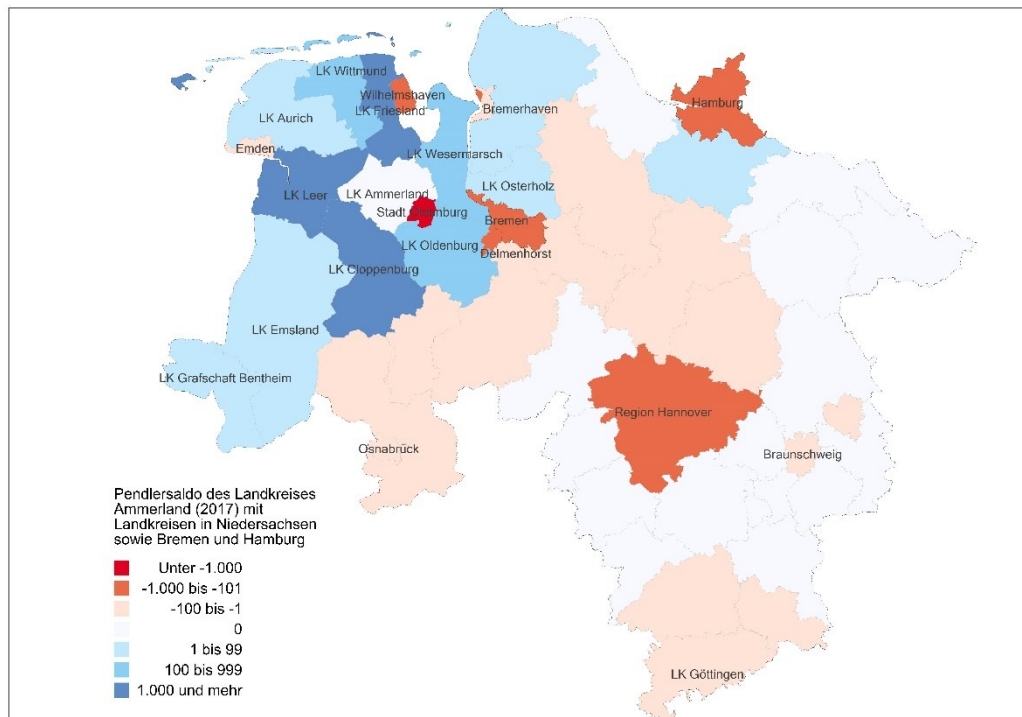 LK Wittmund
Wilhelmshaven
LK Friesland
Hamburg
Bremerhaven
LK Aurich
Emden
LK Wesermarsch
LK Leer
LK Ammerland
LK Osterholz
Stadt Oldenburg
Bremen
LK Oldenburg
Delmenhorst
LK Cloppenburg
LK Emsland
LK Grafschaft Bentheim
Region Hannover
Osnabrück
Braunschweig
Pendlersaldo des Landkreises
Ammerland (2017) mit
Landkreisen in Niedersachsen
sowie Bremen und Hamburg
Unter -1.000
-1.000 bis -101
-100 bis -1
0
1 bis 99
100 bis 999
1.000 und mehr
LK Göttingen